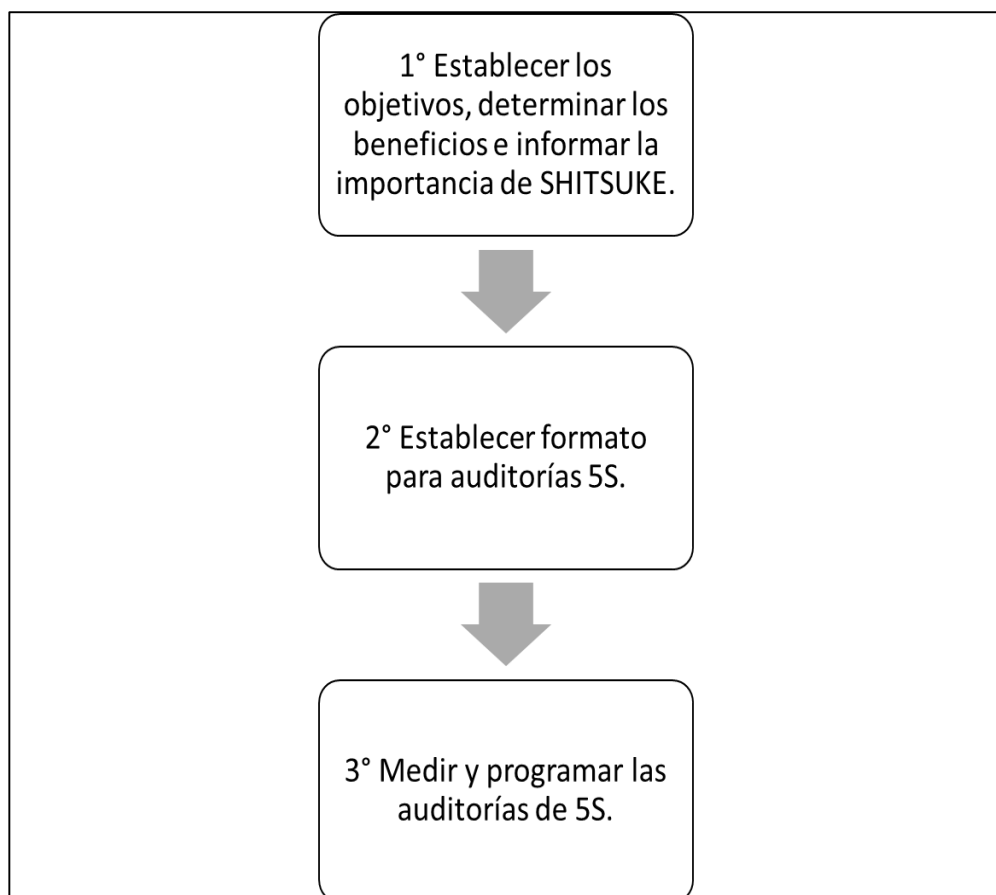 1° Establecer los
objetivos, determinar los
beneficios e informar la
importancia de SHITSUKE.
2° Establecer formato
para auditorías 5S.
3° Medir y programar las
auditorías de 5S.